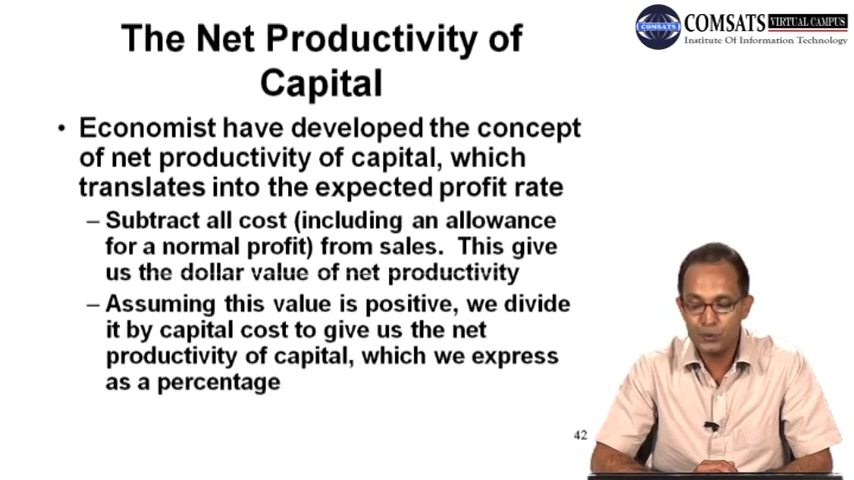 The Net Productivity of
Capital
COMSATS VIRTUAL CAMPUS
Institute Of Information Technology
COMSATS
• Economist have developed the concept
of net productivity of capital, which
translates into the expected profit rate
– Subtract all cost (including an allowance
for a normal profit) from sales. This give
us the dollar value of net productivity
– Assuming this value is positive, we divide
it by capital cost to give us the net
productivity of capital, which we express
as a percentage
42